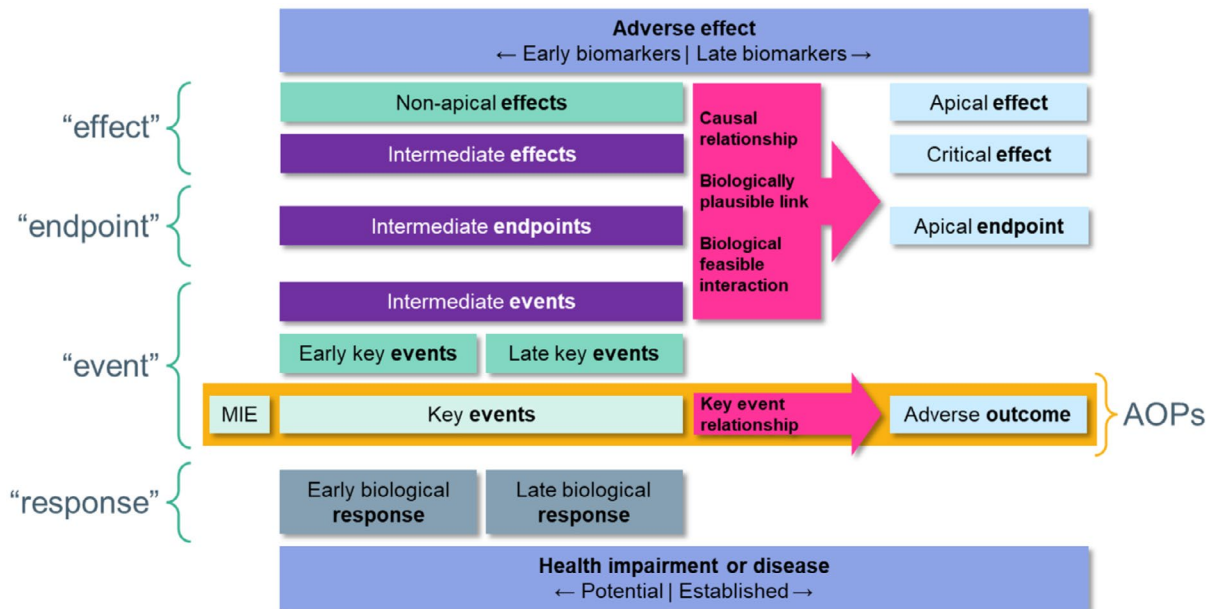 Adverse effect
← Early biomarkers | Late biomarkers →
“effect”
Non-apical effects
Intermediate effects
Causal
relationship
Biologically
plausible link
Biological
feasible
interaction
Apical effect
Critical effect
“endpoint”
Intermediate endpoints
Apical endpoint
“event”
Intermediate events
Early key events
Late key events
MIE
Key events
Key event
relationship
Adverse outcome
AOPs
“response”
Early biological
response
Late biological
response
Health impairment or disease
← Potential | Established →